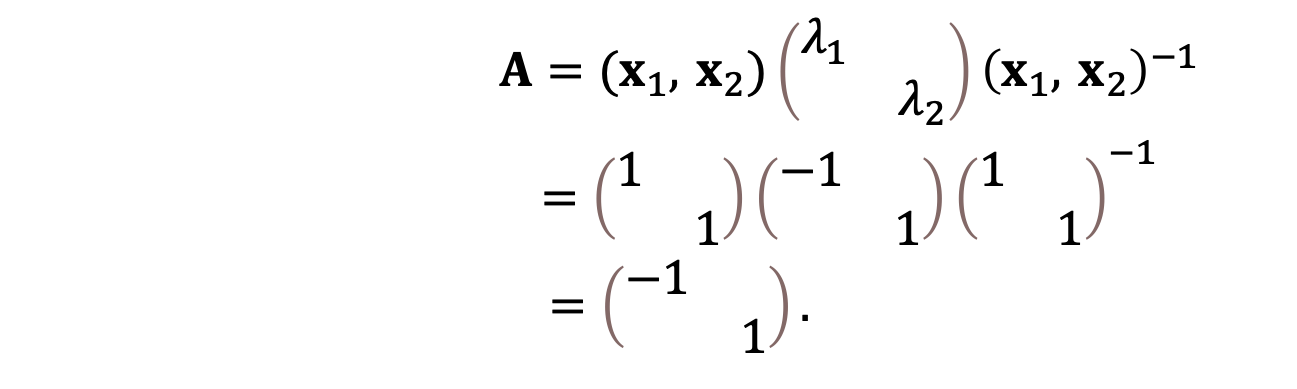 𝐀 = (𝐱₁, 𝐱₂) (λ₁ λ₂) (𝐱₁, 𝐱₂)⁻¹
= (1 1) (−1 1) (1 1)⁻¹
= (−1 1) .